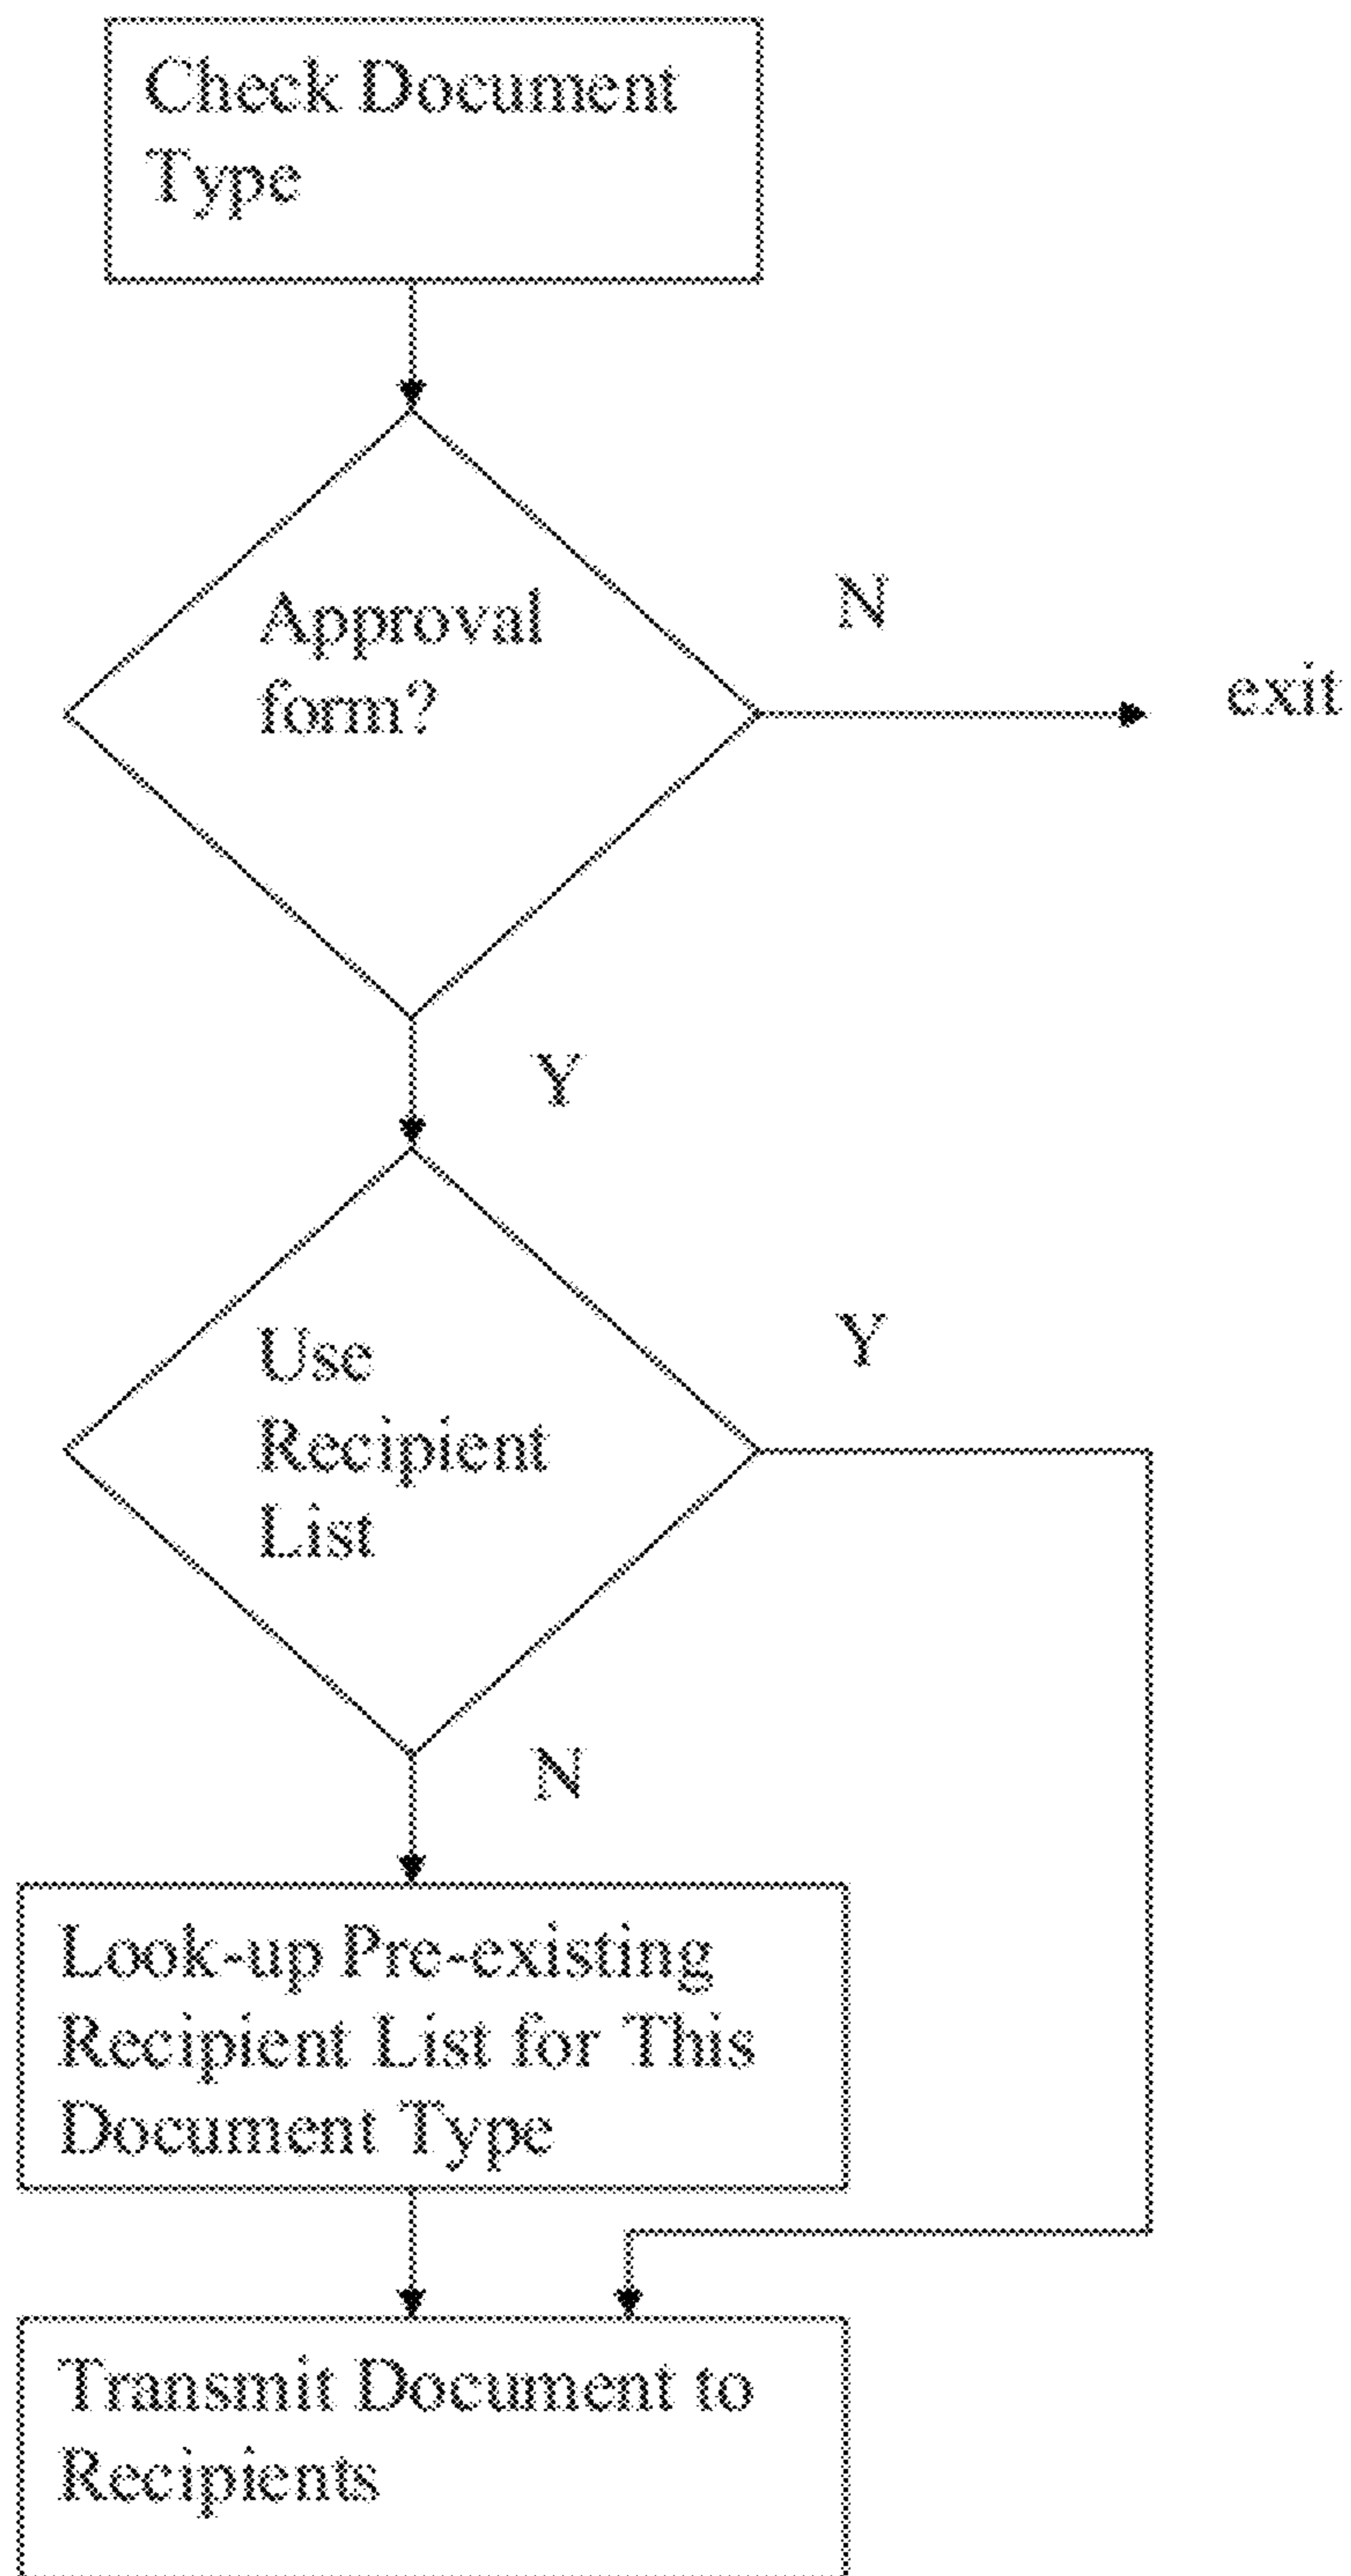 Check Document
Type
Approval
form?
N
exit
Y
Use
Recipient
List
Y
N
Look-up Pre-existing
Recipient List for This
Document Type
Transmit Document to
Recipients